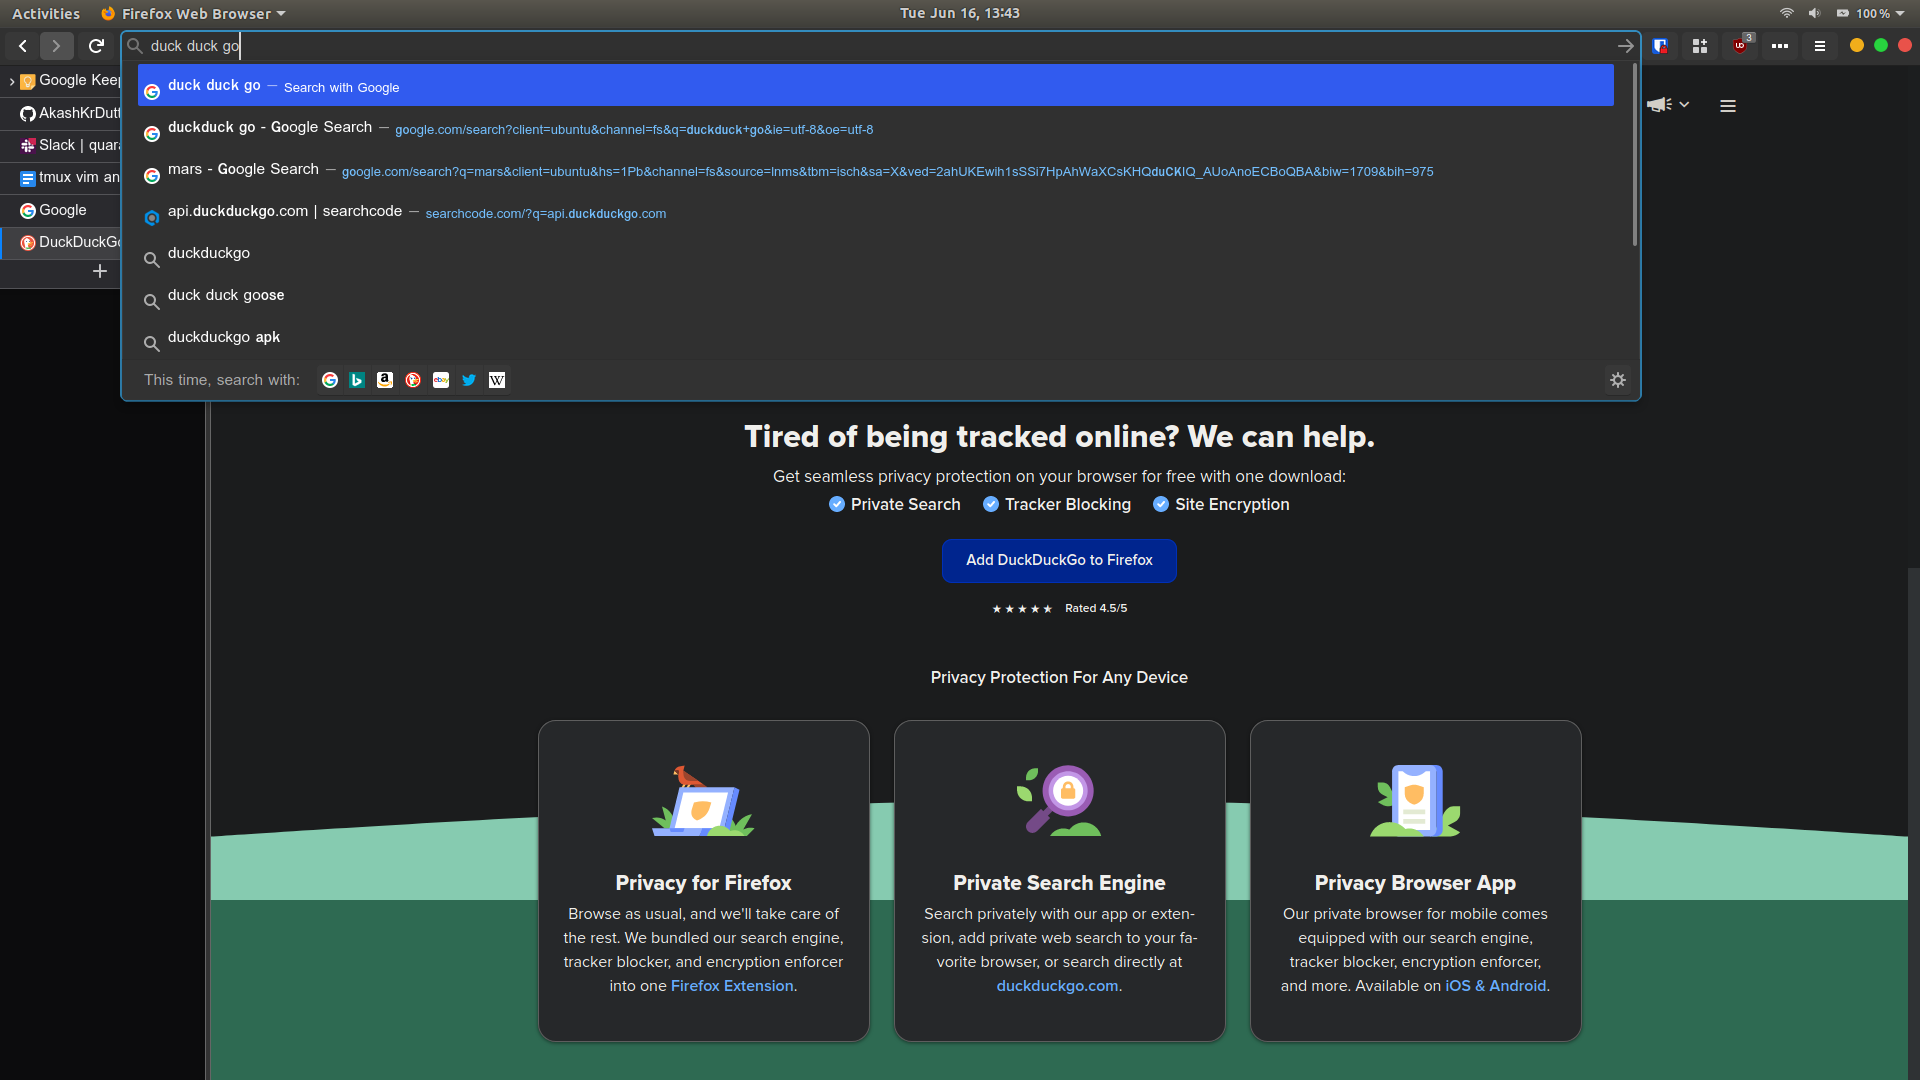 Activities
Firefox Web Browser
Tue Jun 16, 13:43
100 %
duck duck go
3
Google Keep
AkashKrDutt
Slack | quar
tmux vim an
Google
DuckDuckGo
duck duck go — Search with Google
duckduck go - Google Search — google.com/search?client=ubuntu&channel=fs&q=duckduck+go&ie=utf-8&oe=utf-8
mars - Google Search — google.com/search?q=mars&client=ubuntu&hs=1Pb&channel=fs&source=lnms&tbm=isch&sa=X&ved=2ahUKEwih1sSSi7HpAhWaXCsKHQduCKIQ_AUoAnoECBoQBA&biw=1709&bih=975
api.duckduckgo.com | searchcode — searchcode.com/?q=api.duckduckgo.com
duckduckgo
duck duck goose
duckduckgo apk
This time, search with:
Tired of being tracked online? We can help.
Get seamless privacy protection on your browser for free with one download:
Private Search
Tracker Blocking
Site Encryption
Add DuckDuckGo to Firefox
★★★★★ Rated 4.5/5
Privacy Protection For Any Device
Privacy for Firefox
Browse as usual, and we'll take care of
the rest. We bundled our search engine,
tracker blocker, and encryption enforcer
into one Firefox Extension.
Private Search Engine
Search privately with our app or exten-
sion, add private web search to your fa-
vorite browser, or search directly at
duckduckgo.com.
Privacy Browser App
Our private browser for mobile comes
equipped with our search engine,
tracker blocker, encryption enforcer,
and more. Available on iOS & Android.